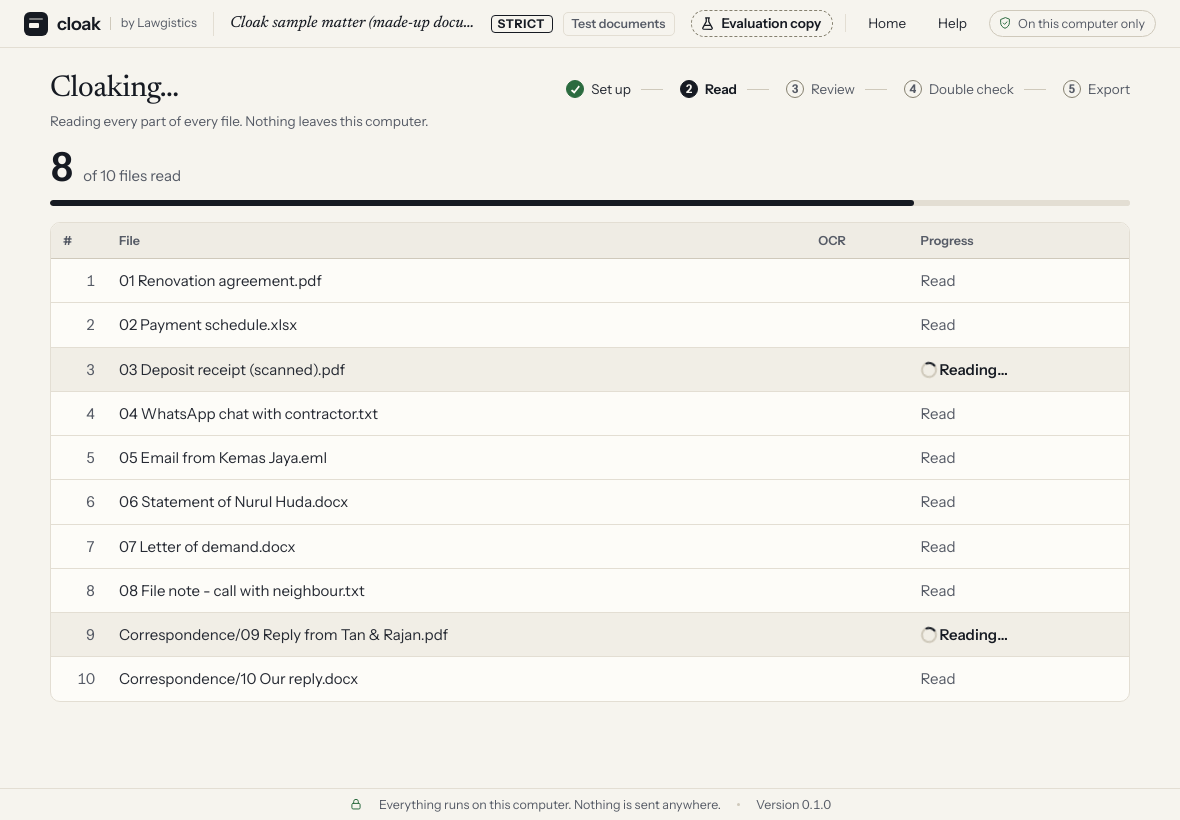 cloak by Lawgistics Cloak sample matter (made-up docu... STRICT Test documents Evaluation copy Home Help On this computer only
Cloaking...
Set up 2 Read 3 Review 4 Double check 5 Export
Reading every part of every file. Nothing leaves this computer.
8 of 10 files read
# File OCR Progress
1 01 Renovation agreement.pdf Read
2 02 Payment schedule.xlsx Read
3 03 Deposit receipt (scanned).pdf Reading...
4 04 WhatsApp chat with contractor.txt Read
5 05 Email from Kemas Jaya.eml Read
6 06 Statement of Nurul Huda.docx Read
7 07 Letter of demand.docx Read
8 08 File note - call with neighbour.txt Read
9 Correspondence/09 Reply from Tan & Rajan.pdf Reading...
10 Correspondence/10 Our reply.docx Read
Everything runs on this computer. Nothing is sent anywhere. • Version 0.1.0